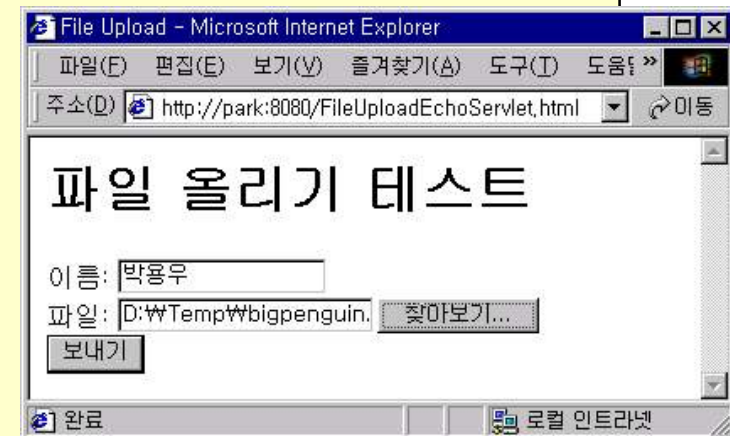 File Upload - Microsoft Internet Explorer
파일(F) 편집(E) 보기(V) 즐겨찾기(A) 도구(T) 도움 »
주소(D) http://park:8080/FileUploadEchoServlet.html 이동
파일 올리기 테스트
이름: 박용우
파일: D:₩Temp₩bigpenguin. 찾아보기...
보내기
완료 로컬 인트라넷